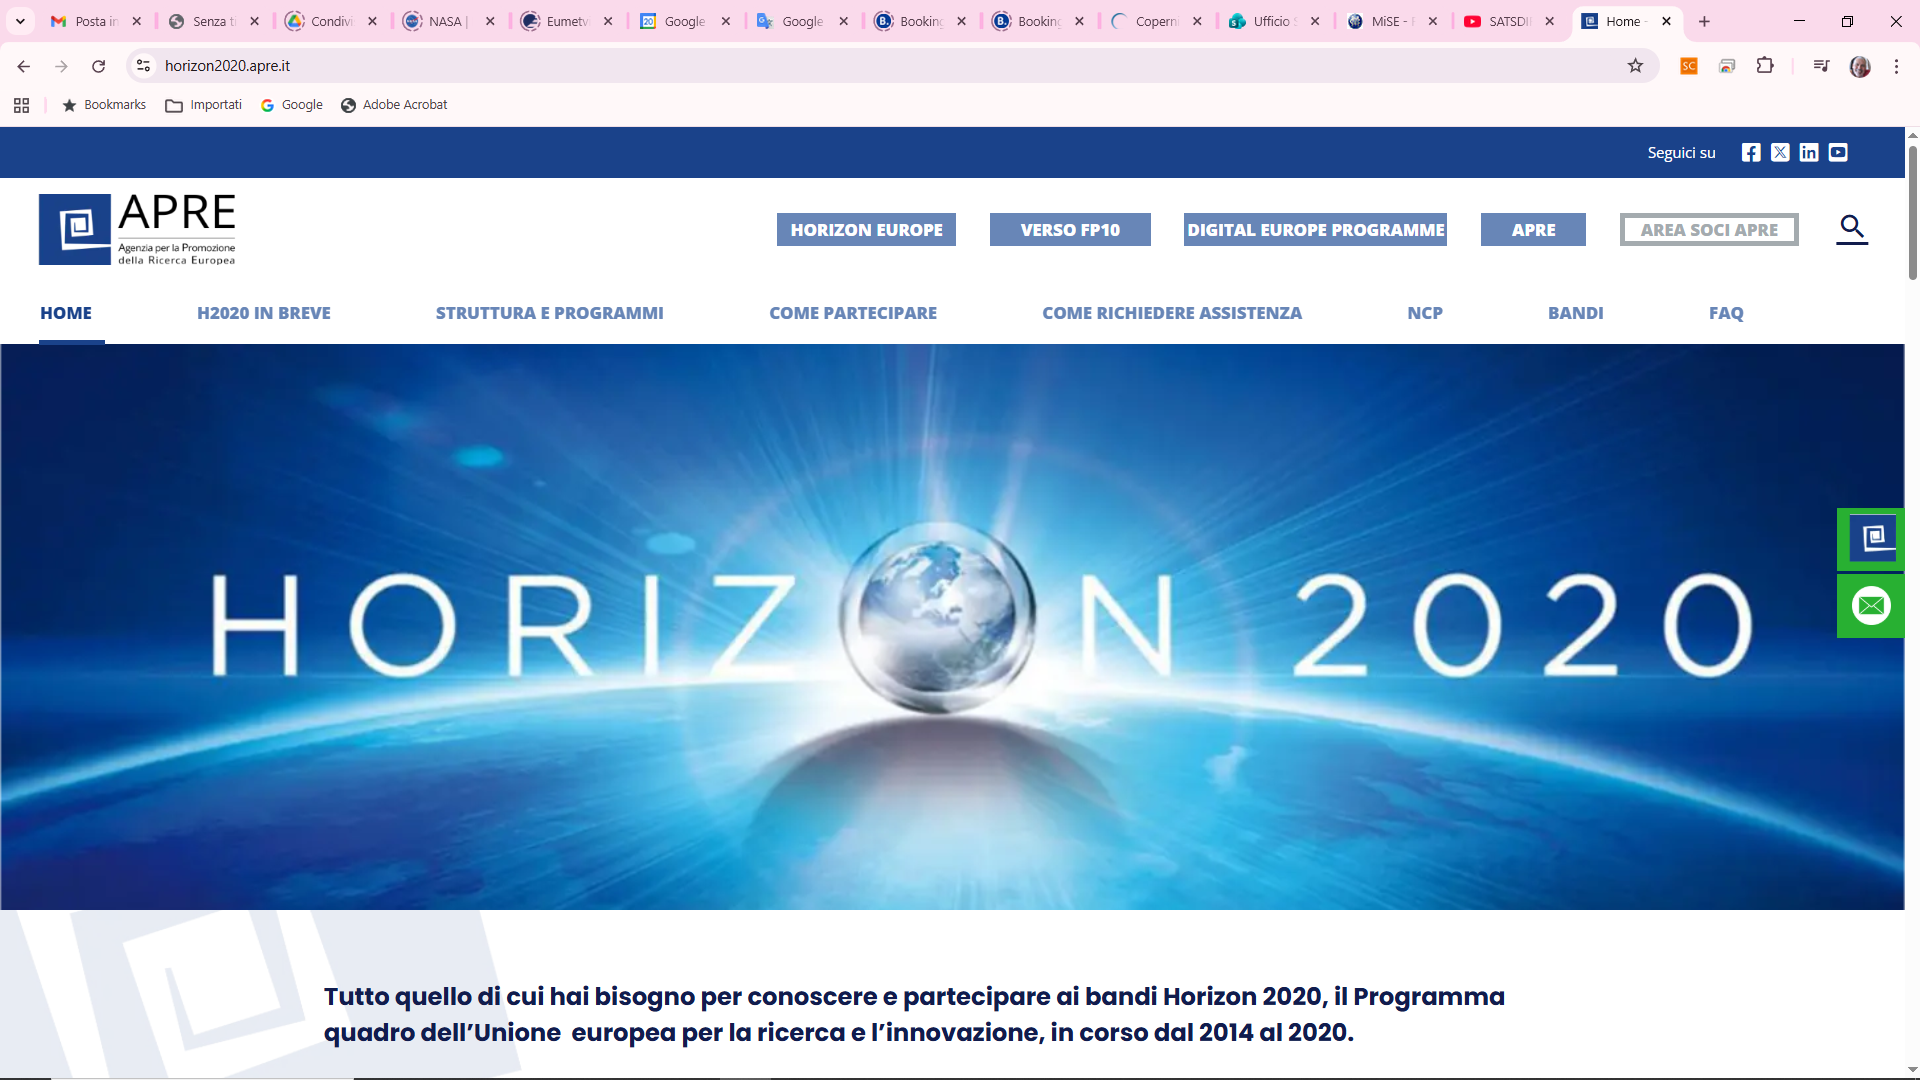 Posta in
Senza ti
Condivi
NASA |
Eumetv
20
Google
Google
B.
Booking
B.
Booking
Coperni
Ufficio S
MiSE - F
SATSDI
Home -
horizon2020.apre.it
SC
Bookmarks
Importati
Google
Adobe Acrobat
Seguici su
APRE
Agenzia per la Promozione
della Ricerca Europea
HORIZON EUROPE
VERSO FP10
DIGITAL EUROPE PROGRAMME
APRE
AREA SOCI APRE
HOME
H2020 IN BREVE
STRUTTURA E PROGRAMMI
COME PARTECIPARE
COME RICHIEDERE ASSISTENZA
NCP
BANDI
FAQ
HORIZON 2020
Tutto quello di cui hai bisogno per conoscere e partecipare ai bandi Horizon 2020, il Programma
quadro dell’Unione europea per la ricerca e l’innovazione, in corso dal 2014 al 2020.